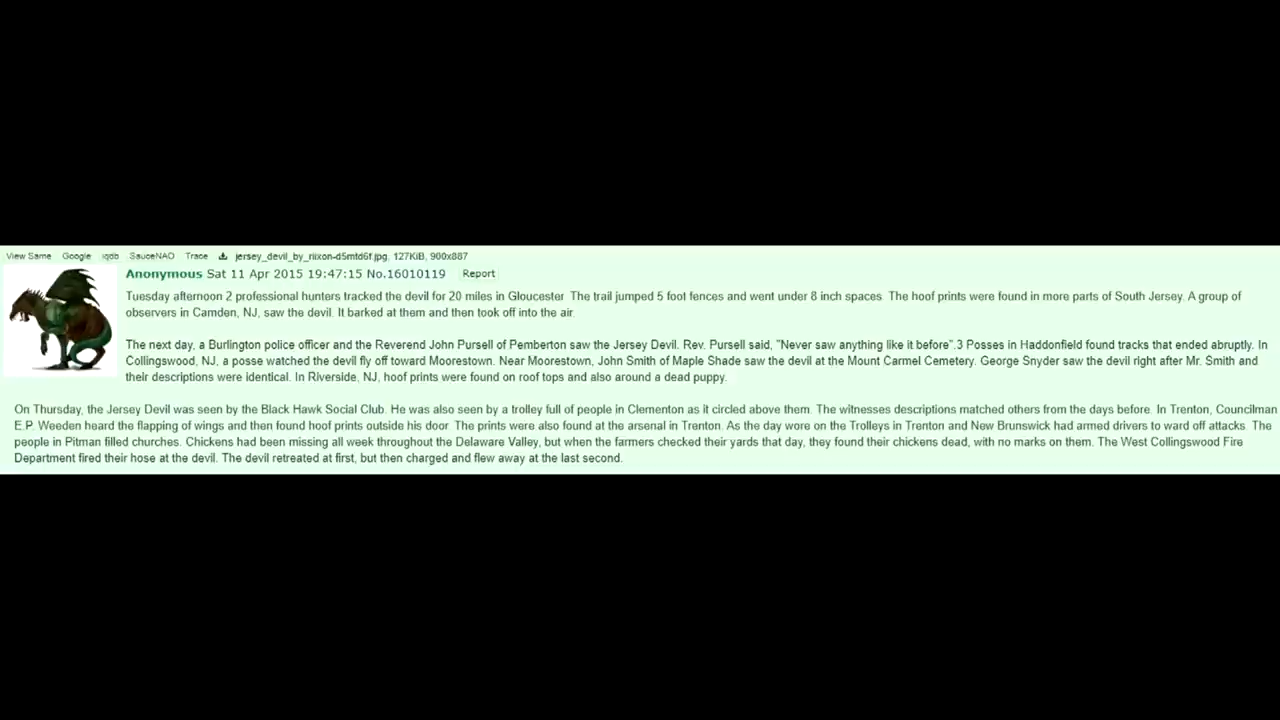 View Same Google iqdb SauceNAO Trace jersey_devil_by_riixon-d5mtd6f.jpg, 127KiB, 900x887
Anonymous Sat 11 Apr 2015 19:47:15 No.16010119 Report
Tuesday afternoon 2 professional hunters tracked the devil for 20 miles in Gloucester. The trail jumped 5 foot fences and went under 8 inch spaces. The hoof prints were found in more parts of South Jersey. A group of
observers in Camden, NJ, saw the devil. It barked at them and then took off into the air.
The next day, a Burlington police officer and the Reverend John Pursell of Pemberton saw the Jersey Devil. Rev. Pursell said, "Never saw anything like it before".3 Posses in Haddonfield found tracks that ended abruptly. In
Collingswood, NJ, a posse watched the devil fly off toward Moorestown. Near Moorestown, John Smith of Maple Shade saw the devil at the Mount Carmel Cemetery. George Snyder saw the devil right after Mr. Smith and
their descriptions were identical. In Riverside, NJ, hoof prints were found on roof tops and also around a dead puppy.
On Thursday, the Jersey Devil was seen by the Black Hawk Social Club. He was also seen by a trolley full of people in Clementon as it circled above them. The witnesses descriptions matched others from the days before. In Trenton, Councilman
E.P. Weeden heard the flapping of wings and then found hoof prints outside his door. The prints were also found at the arsenal in Trenton. As the day wore on the Trolleys in Trenton and New Brunswick had armed drivers to ward off attacks. The
people in Pitman filled churches. Chickens had been missing all week throughout the Delaware Valley, but when the farmers checked their yards that day, they found their chickens dead, with no marks on them. The West Collingswood Fire
Department fired their hose at the devil. The devil retreated at first, but then charged and flew away at the last second.